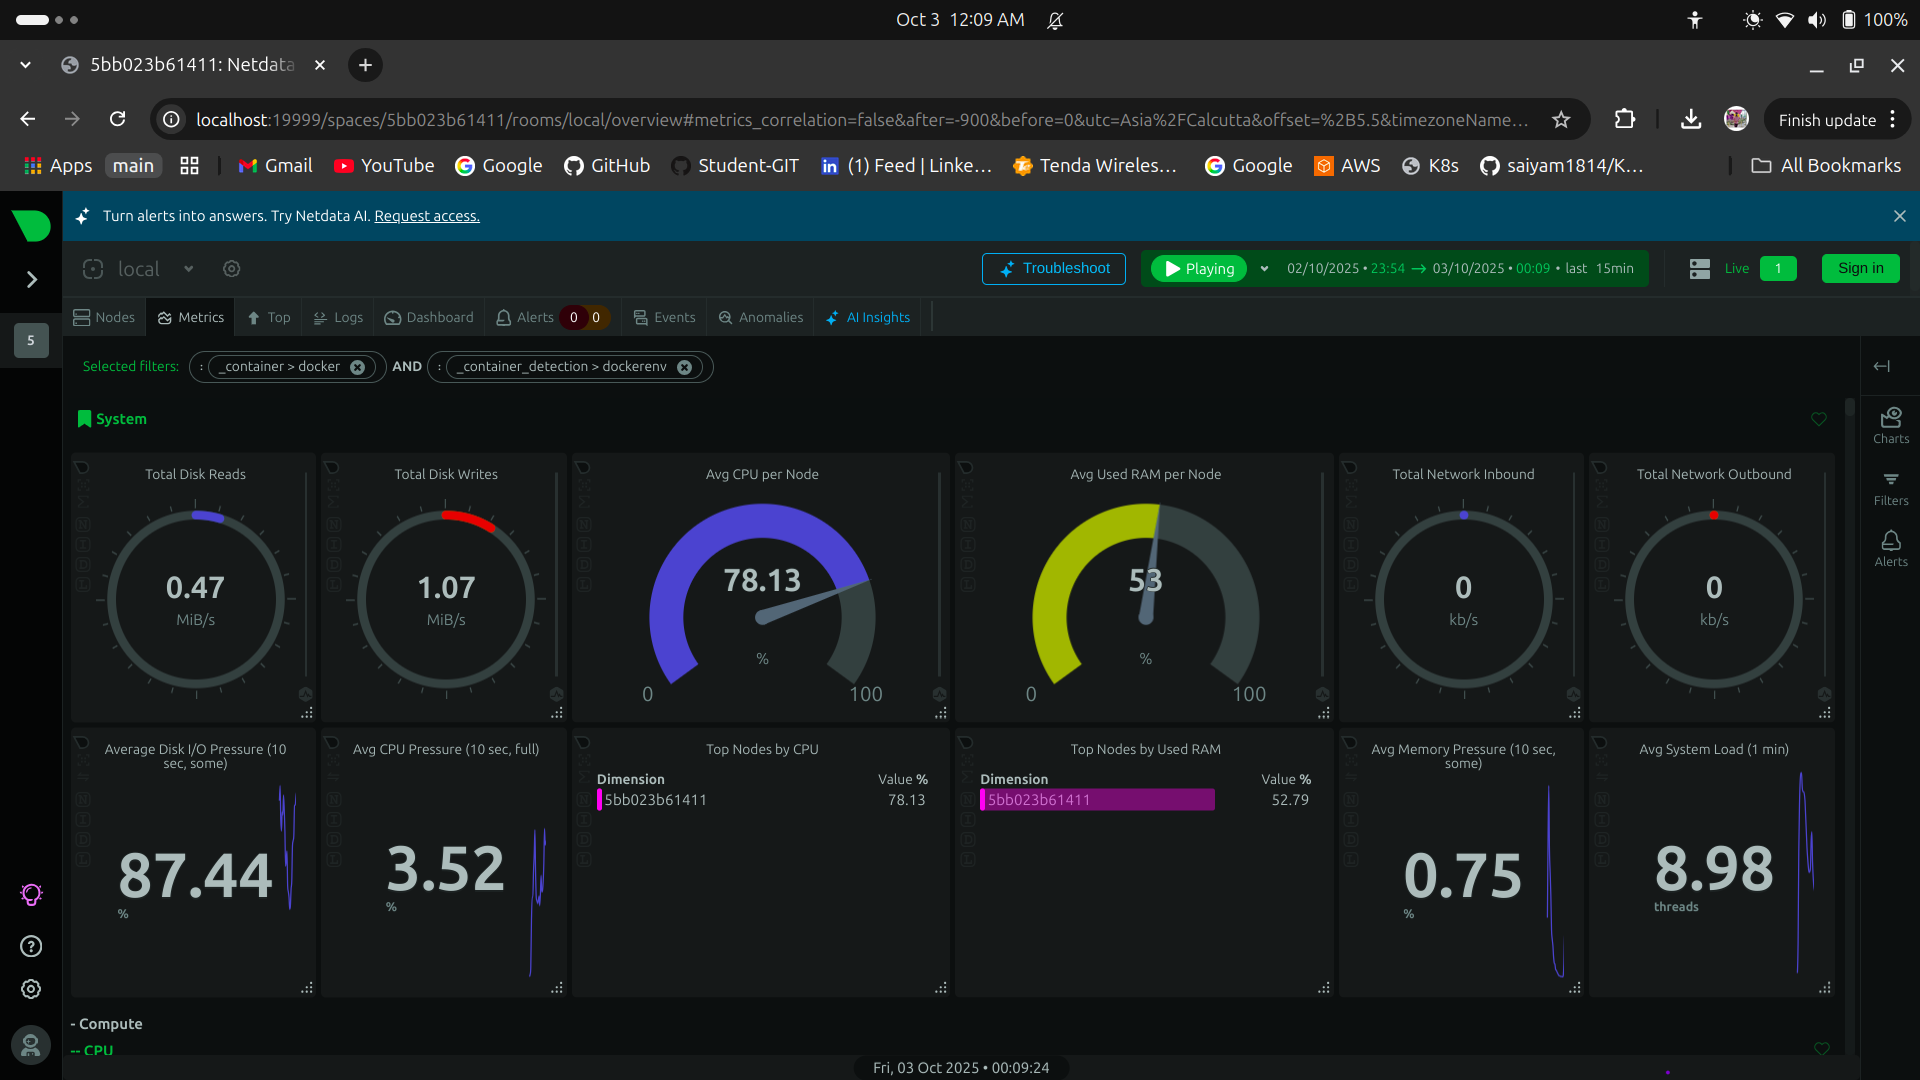 Oct 3 12:09 AM
100%
5bb023b61411: Netdata
localhost:19999/spaces/5bb023b61411/rooms/local/overview#metrics_correlation=false&after=-900&before=0&utc=Asia%2FCalcutta&offset=%2B5.5&timezoneName...
Finish update
Apps
main
Gmail
YouTube
Google
GitHub
Student-GIT
(1) Feed | Linke...
Tenda Wireles...
Google
AWS
K8s
saiyam1814/K...
All Bookmarks
Turn alerts into answers. Try Netdata AI. Request access.
local
Troubleshoot
Playing
02/10/2025 • 23:54 → 03/10/2025 • 00:09 • last 15min
Live 1
Sign in
Nodes
Metrics
Top
Logs
Dashboard
Alerts 0 0
Events
Anomalies
AI Insights
5
Selected filters: : _container > docker AND : _container_detection > dockerenv
System
Charts
Filters
Alerts
Total Disk Reads
0.47
MiB/s
Total Disk Writes
1.07
MiB/s
Avg CPU per Node
78.13
%
0 100
Avg Used RAM per Node
53
%
0 100
Total Network Inbound
0
kb/s
Total Network Outbound
0
kb/s
Average Disk I/O Pressure (10
sec, some)
87.44
%
Avg CPU Pressure (10 sec, full)
3.52
%
Top Nodes by CPU
Dimension Value %
5bb023b61411 78.13
Top Nodes by Used RAM
Dimension Value %
5bb023b61411 52.79
Avg Memory Pressure (10 sec,
some)
0.75
%
Avg System Load (1 min)
8.98
threads
- Compute
-- CPU
Fri, 03 Oct 2025 • 00:09:24